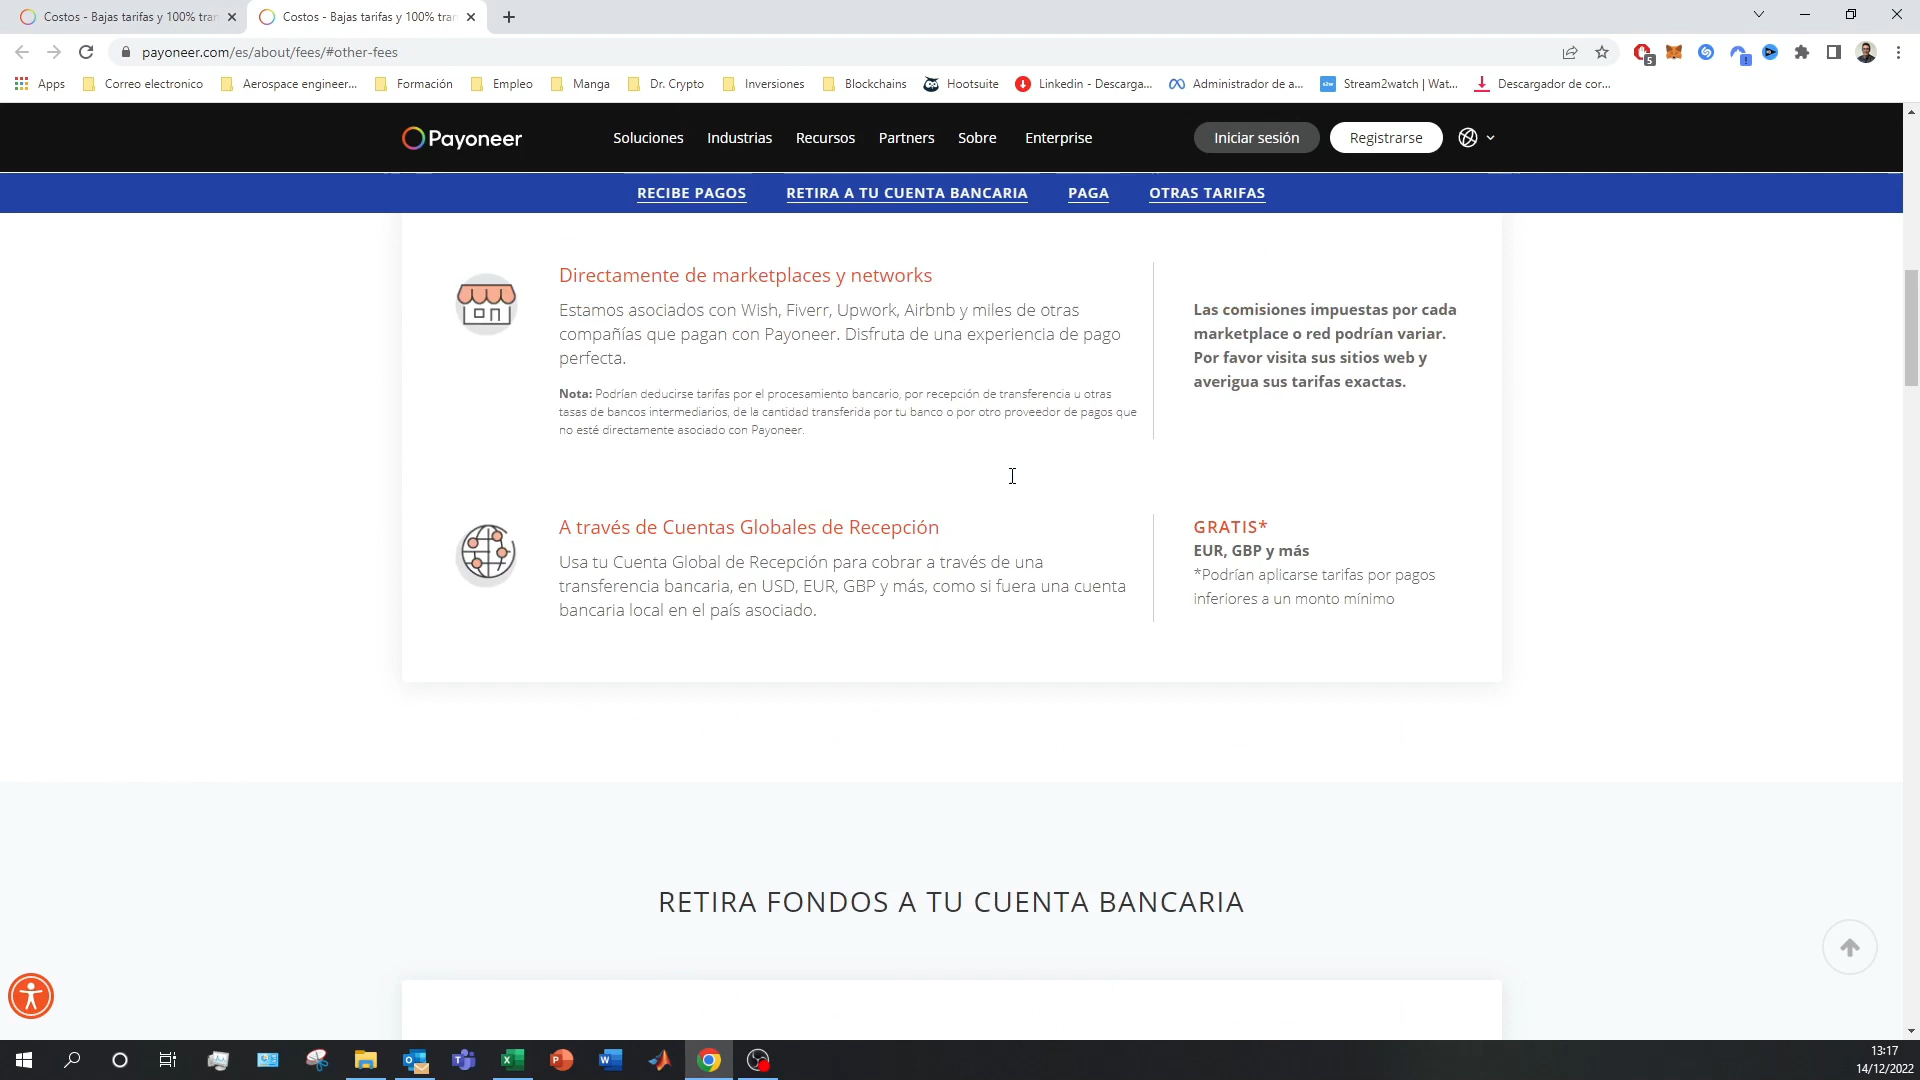 Costos - Bajas tarifas y 100% tran
Costos - Bajas tarifas y 100% tran
payoneer.com/es/about/fees/#other-fees
5
!
Apps
Correo electronico
Aerospace engineer...
Formación
Empleo
Manga
Dr. Crypto
Inversiones
Blockchains
Hootsuite
Linkedin - Descarga...
Administrador de a...
Stream2watch | Wat...
Descargador de cor...
Payoneer
Soluciones
Industrias
Recursos
Partners
Sobre
Enterprise
Iniciar sesión
Registrarse
RECIBE PAGOS
RETIRA A TU CUENTA BANCARIA
PAGA
OTRAS TARIFAS
Directamente de marketplaces y networks
Estamos asociados con Wish, Fiverr, Upwork, Airbnb y miles de otras
compañías que pagan con Payoneer. Disfruta de una experiencia de pago
perfecta.
Nota: Podrían deducirse tarifas por el procesamiento bancario, por recepción de transferencia u otras
tasas de bancos intermediarios, de la cantidad transferida por tu banco o por otro proveedor de pagos que
no esté directamente asociado con Payoneer.
Las comisiones impuestas por cada
marketplace o red podrían variar.
Por favor visita sus sitios web y
averigua sus tarifas exactas.
A través de Cuentas Globales de Recepción
Usa tu Cuenta Global de Recepción para cobrar a través de una
transferencia bancaria, en USD, EUR, GBP y más, como si fuera una cuenta
bancaria local en el país asociado.
GRATIS*
EUR, GBP y más
*Podrían aplicarse tarifas por pagos
inferiores a un monto mínimo
RETIRA FONDOS A TU CUENTA BANCARIA
13:17
14/12/2022